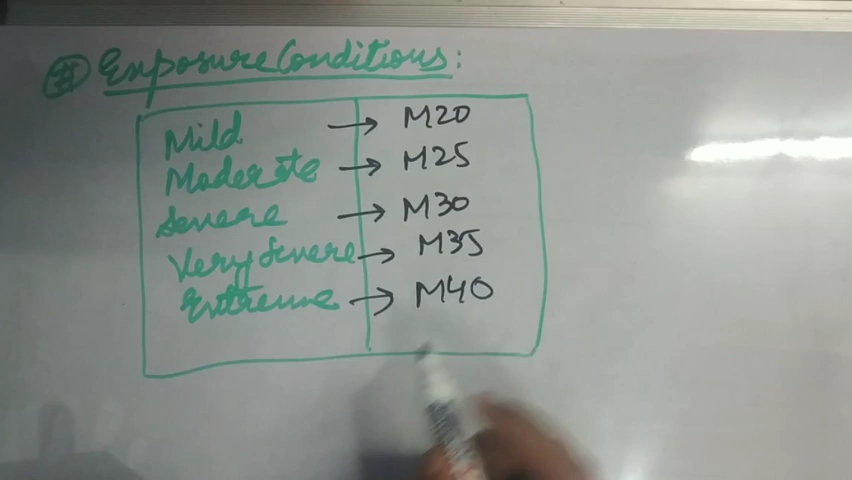 # Exposure Conditions:
Mild → M20
Moderate → M25
Severe → M30
Very Severe → M35
Extreme → M40